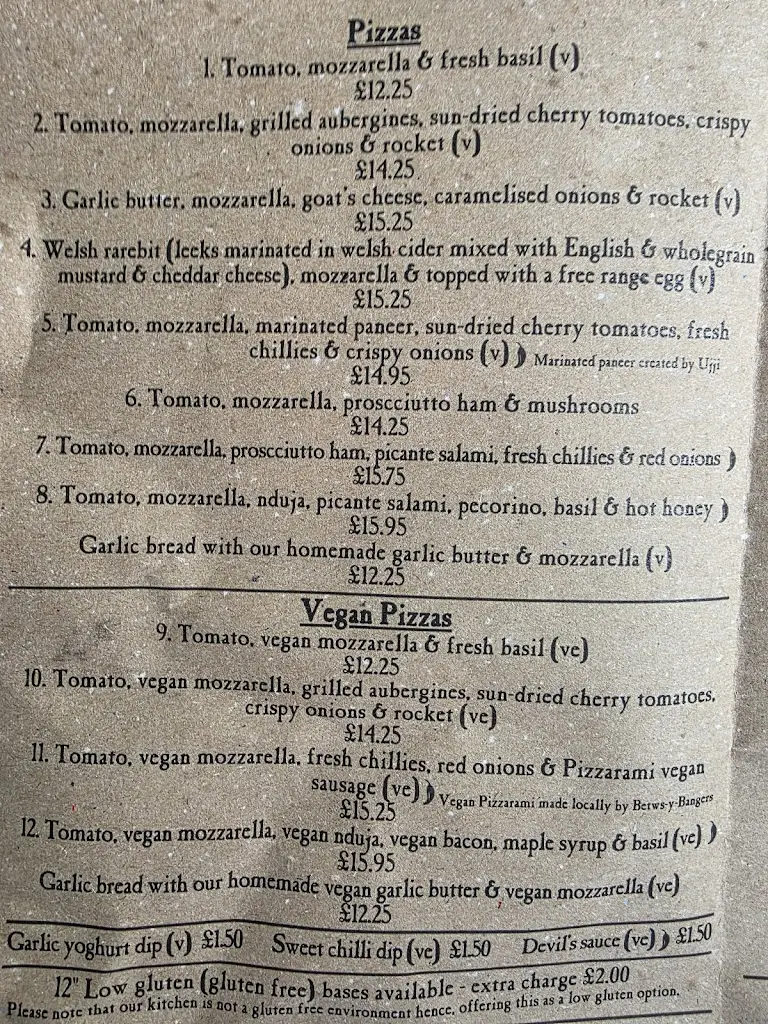 Pizzas
1. Tomato, mozzarella & fresh basil (v)
£12.25
2. Tomato, mozzarella, grilled aubergines, sun-dried cherry tomatoes, crispy
onions & rocket (v)
£14.25
3. Garlic butter, mozzarella, goat's cheese, caramelised onions & rocket (v)
£15.25
4. Welsh rarebit (leeks marinated in welsh cider mixed with English & wholegrain
mustard & cheddar cheese), mozzarella & topped with a free range egg (v)
£15.25
5. Tomato, mozzarella, marinated paneer, sun-dried cherry tomatoes, fresh
chillies & crispy onions (v) Marinated paneer created by Ujji
£14.95
6. Tomato, mozzarella, proscciutto ham & mushrooms
£14.25
7. Tomato, mozzarella, proscciutto ham, picante salami, fresh chillies & red onions
£15.75
8. Tomato, mozzarella, nduja, picante salami, pecorino, basil & hot honey
£15.95
Garlic bread with our homemade garlic butter & mozzarella (v)
£12.25
Vegan Pizzas
9. Tomato, vegan mozzarella & fresh basil (ve)
£12.25
10. Tomato, vegan mozzarella, grilled aubergines, sun-dried cherry tomatoes,
crispy onions & rocket (ve)
£14.25
11. Tomato, vegan mozzarella, fresh chillies, red onions & Pizzarami vegan
sausage (ve) Vegan Pizzarami made locally by Betws-y-Bangers
£15.25
12. Tomato, vegan mozzarella, vegan nduja, vegan bacon, maple syrup & basil (ve)
£15.95
Garlic bread with our homemade vegan garlic butter & vegan mozzarella (ve)
£12.25
Garlic yoghurt dip (v) £1.50 Sweet chilli dip (ve) £1.50 Devil's sauce (ve) £1.50
12" Low gluten (gluten free) bases available - extra charge £2.00
Please note that our kitchen is not a gluten free environment hence, offering this as a low gluten option.